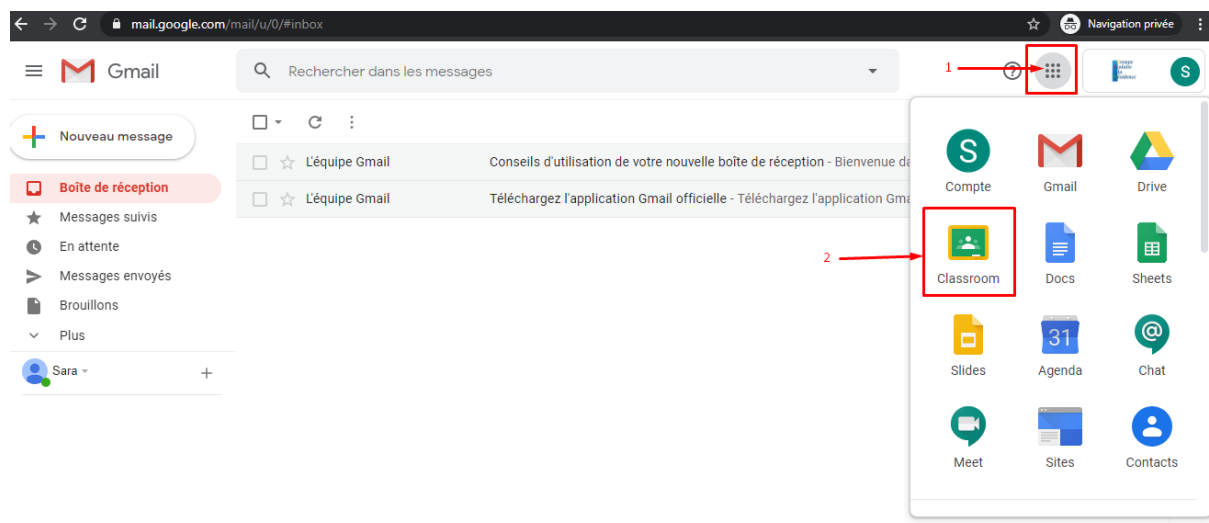 mail.google.com/mail/u/0/#inbox
Navigation privée
Gmail
Rechercher dans les messages
1
S
Nouveau message
L'équipe Gmail
Conseils d'utilisation de votre nouvelle boîte de réception - Bienvenue da
L'équipe Gmail
Téléchargez l'application Gmail officielle - Téléchargez l'application Gma
Boîte de réception
Messages suivis
En attente
Messages envoyés
Brouillons
Plus
Sara
2
S
Compte
Gmail
Drive
Classroom
Docs
Sheets
Slides
31
Agenda
Chat
Meet
Sites
Contacts